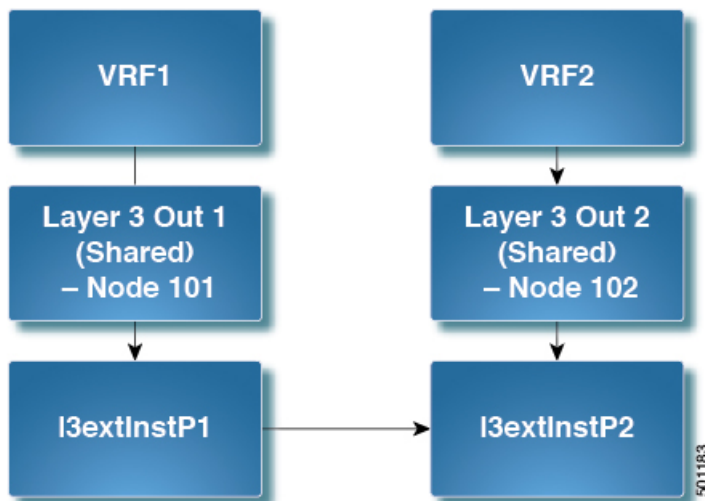 VRF1
VRF2
Layer 3 Out 1
(Shared)
– Node 101
Layer 3 Out 2
(Shared)
– Node 102
l3extInstP1
l3extInstP2
501183